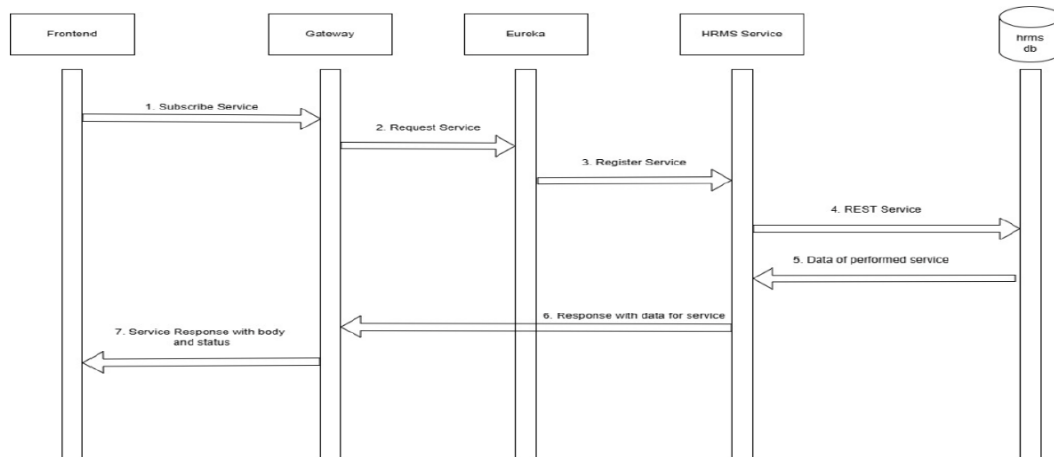 Frontend
Gateway
Eureka
HRMS Service
hrms
db
1. Subscribe Service
2. Request Service
3. Register Service
4. REST Service
5. Data of performed service
6. Response with data for service
7. Service Response with body
and status